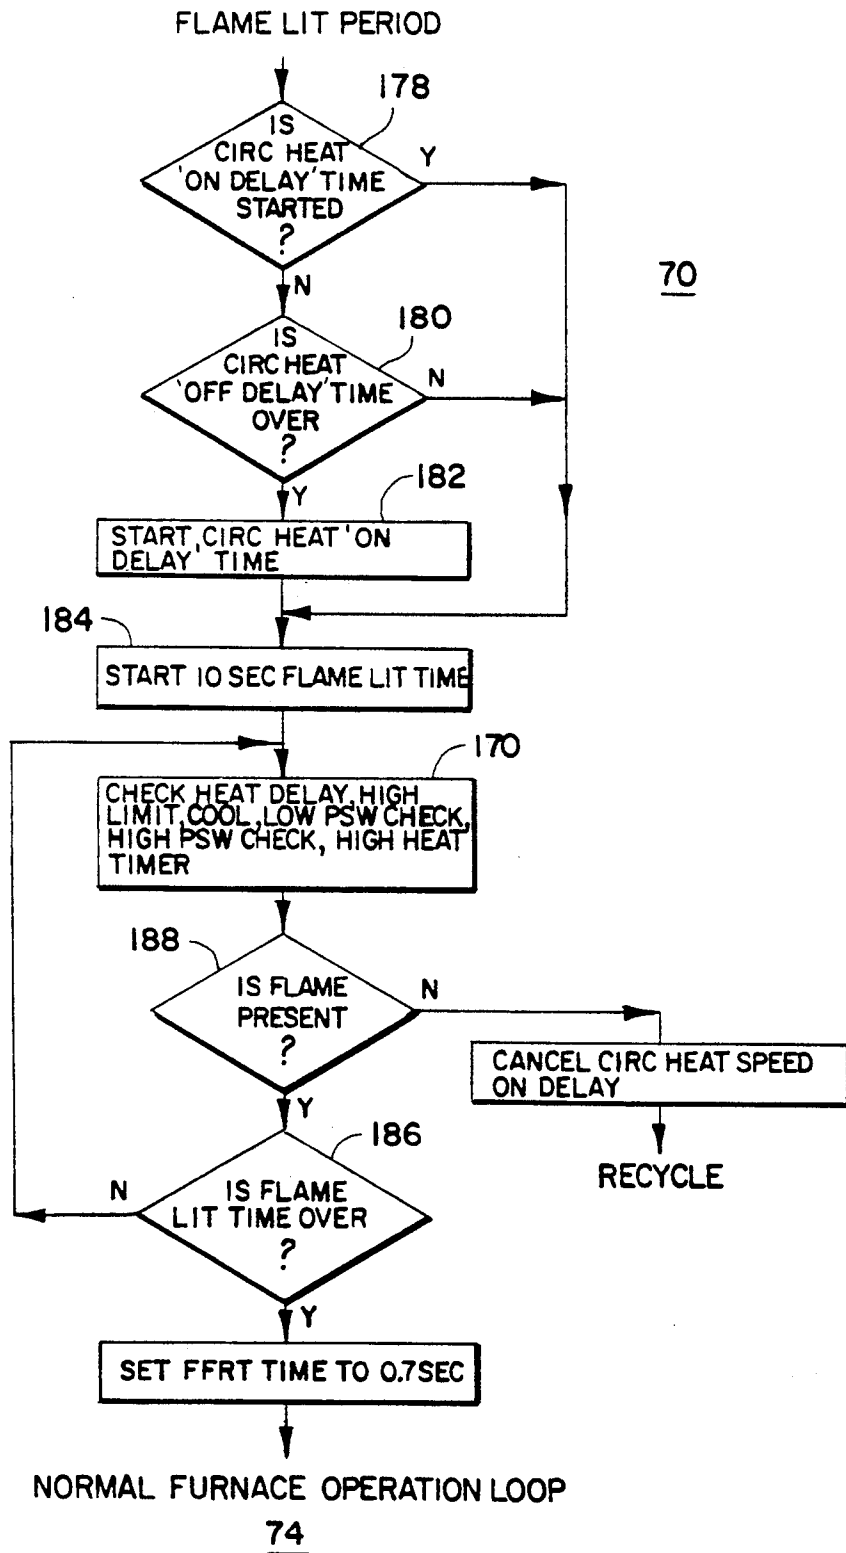 FLAME LIT PERIOD
178
IS
CIRC HEAT
'ON DELAY' TIME
STARTED
?
Y
N
70
180
IS
CIRC HEAT
'OFF DELAY' TIME
OVER
?
N
Y
182
START, CIRC HEAT 'ON
DELAY' TIME
184
START 10 SEC FLAME LIT TIME
170
CHECK HEAT DELAY, HIGH
LIMIT, COOL, LOW PSW CHECK,
HIGH PSW CHECK, HIGH HEAT
TIMER
188
IS FLAME
PRESENT
?
N
Y
CANCEL CIRC HEAT SPEED
ON DELAY
RECYCLE
186
IS FLAME
LIT TIME OVER
?
N
Y
SET FFRT TIME TO 0.7SEC
NORMAL FURNACE OPERATION LOOP
74